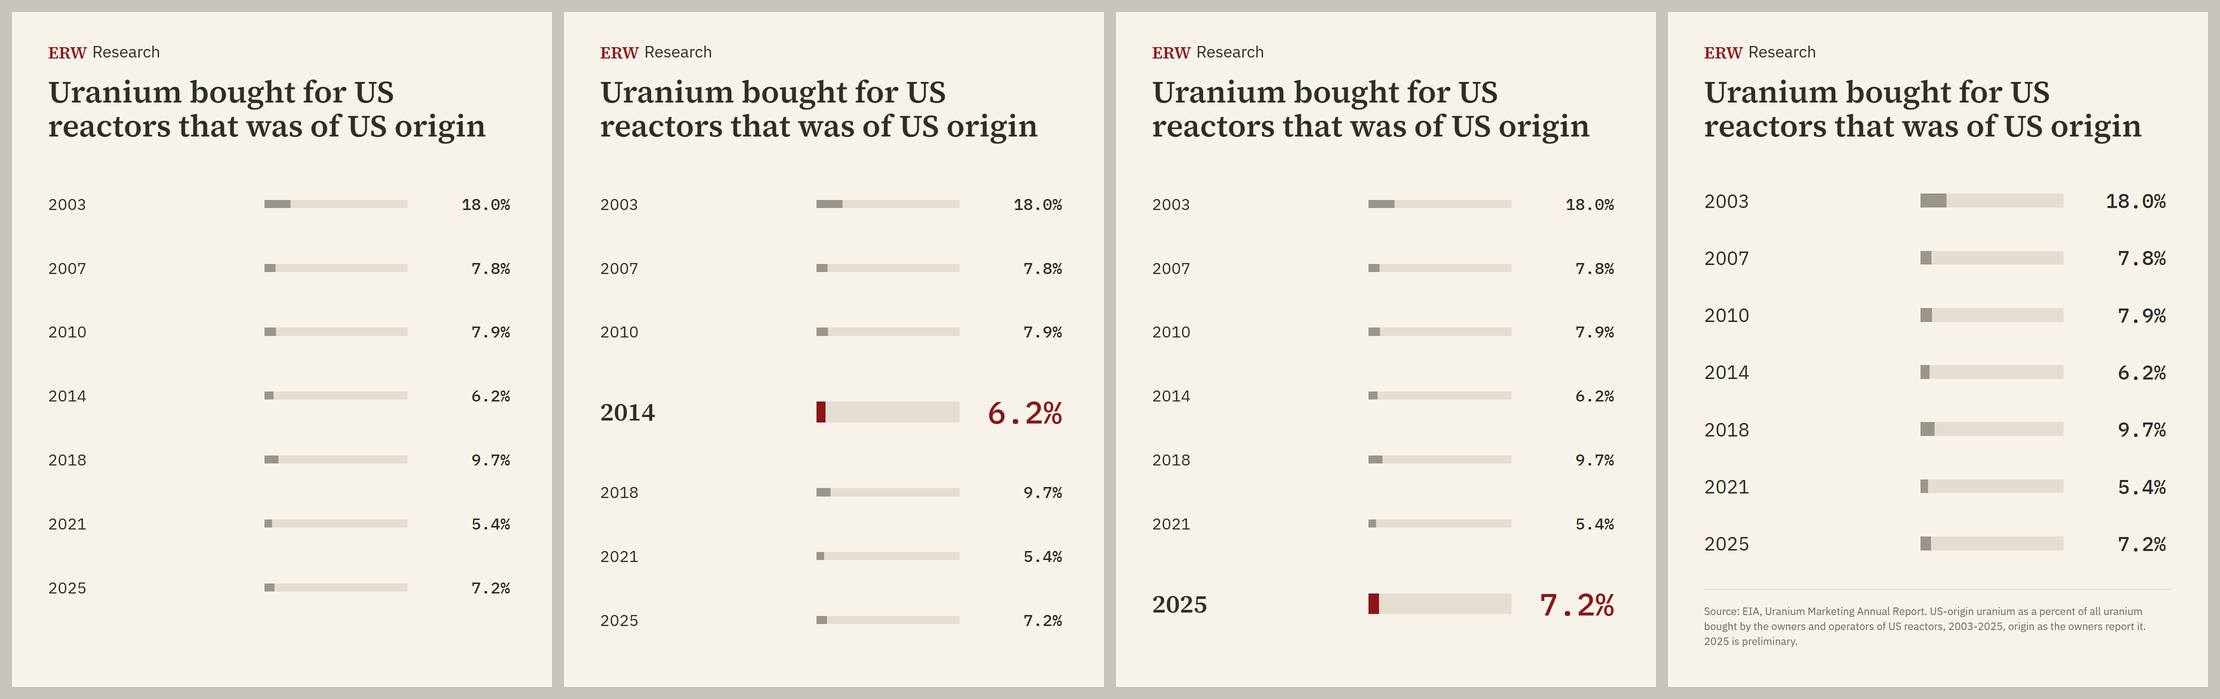 ERW Research
Uranium bought for US
reactors that was of US origin
2003 18.0%
2007 7.8%
2010 7.9%
2014 6.2%
2018 9.7%
2021 5.4%
2025 7.2%
ERW Research
Uranium bought for US
reactors that was of US origin
2003 18.0%
2007 7.8%
2010 7.9%
2014 6.2%
2018 9.7%
2021 5.4%
2025 7.2%
ERW Research
Uranium bought for US
reactors that was of US origin
2003 18.0%
2007 7.8%
2010 7.9%
2014 6.2%
2018 9.7%
2021 5.4%
2025 7.2%
ERW Research
Uranium bought for US
reactors that was of US origin
2003 18.0%
2007 7.8%
2010 7.9%
2014 6.2%
2018 9.7%
2021 5.4%
2025 7.2%
Source: EIA, Uranium Marketing Annual Report. US-origin uranium as a percent of all uranium
bought by the owners and operators of US reactors, 2003-2025, origin as the owners report it.
2025 is preliminary.